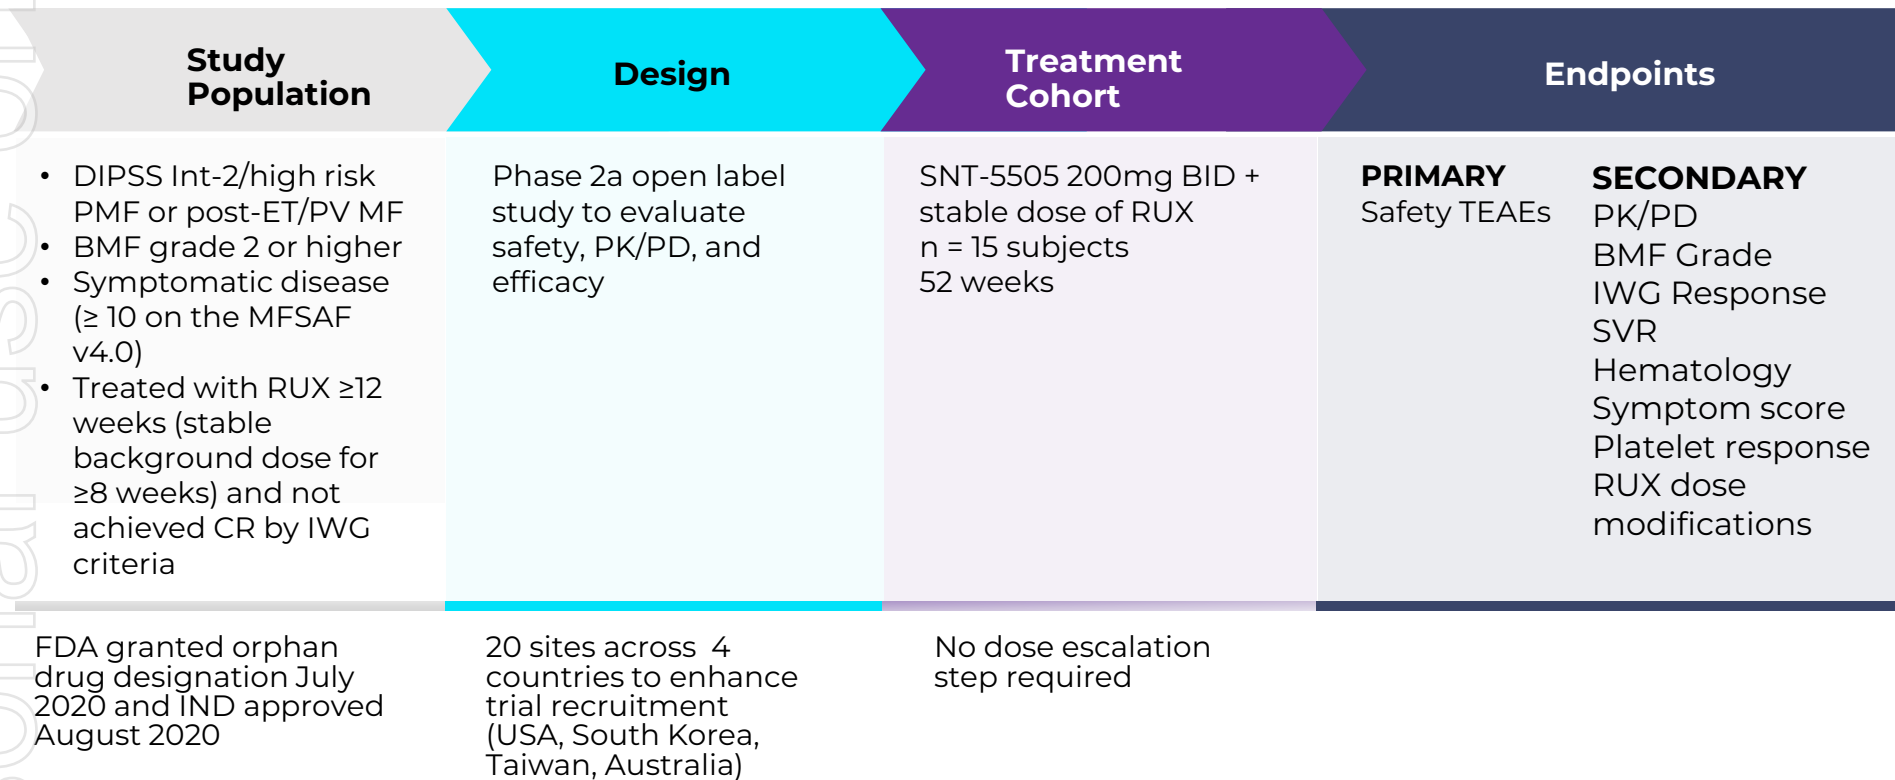 Study
Population
Design
Treatment
Cohort
Endpoints
• DIPSS Int-2/high risk
PMF or post-ET/PV MF
• BMF grade 2 or higher
• Symptomatic disease
(≥ 10 on the MFSAF
v4.0)
• Treated with RUX ≥12
weeks (stable
background dose for
≥8 weeks) and not
achieved CR by IWG
criteria
Phase 2a open label
study to evaluate
safety, PK/PD, and
efficacy
SNT-5505 200mg BID +
stable dose of RUX
n = 15 subjects
52 weeks
PRIMARY
Safety TEAEs
SECONDARY
PK/PD
BMF Grade
IWG Response
SVR
Hematology
Symptom score
Platelet response
RUX dose
modifications
FDA granted orphan
drug designation July
2020 and IND approved
August 2020
20 sites across 4
countries to enhance
trial recruitment
(USA, South Korea,
Taiwan, Australia)
No dose escalation
step required